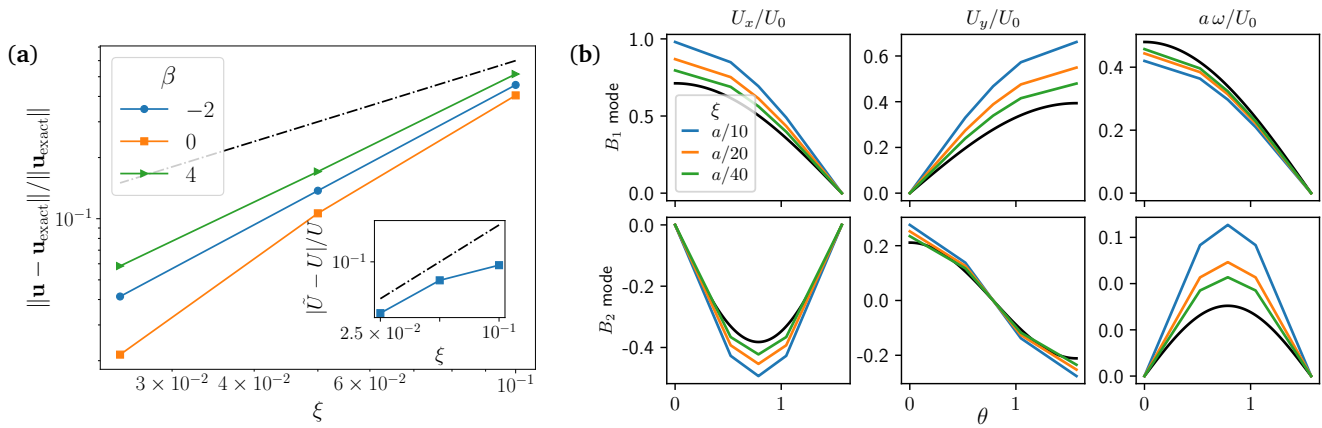 (a)
||u − u_exact||/||u_exact||
10⁻¹
β
−2
0
4
|Ũ − U|/U
10⁻¹
2.5 × 10⁻²
10⁻¹
ξ
3 × 10⁻²
4 × 10⁻²
6 × 10⁻²
10⁻¹
ξ
(b)
U_x/U_0
U_y/U_0
a ω/U_0
B_1 mode
1.0
0.5
0.0
ξ
a/10
a/20
a/40
0.6
0.4
0.2
0.0
0.4
0.2
0.0
B_2 mode
0.0
-0.2
-0.4
0
1
0.2
0.0
-0.2
0
1
θ
0.1
0.0
0.0
0
1